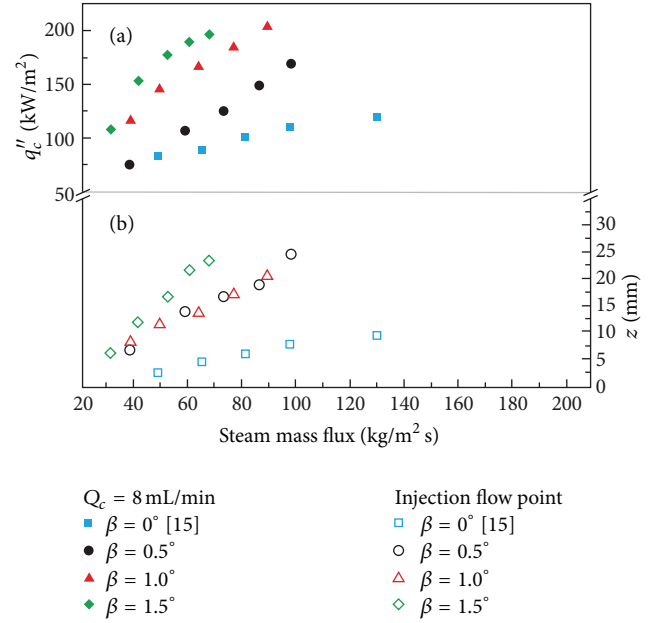 (a)
200
150
100
50
q″c (kW/m²)
(b)
30
25
20
15
10
5
0
z (mm)
20 40 60 80 100 120 140 160 180 200
Steam mass flux (kg/m² s)
Qc = 8 mL/min
β = 0° [15]
β = 0.5°
β = 1.0°
β = 1.5°
Injection flow point
β = 0° [15]
β = 0.5°
β = 1.0°
β = 1.5°